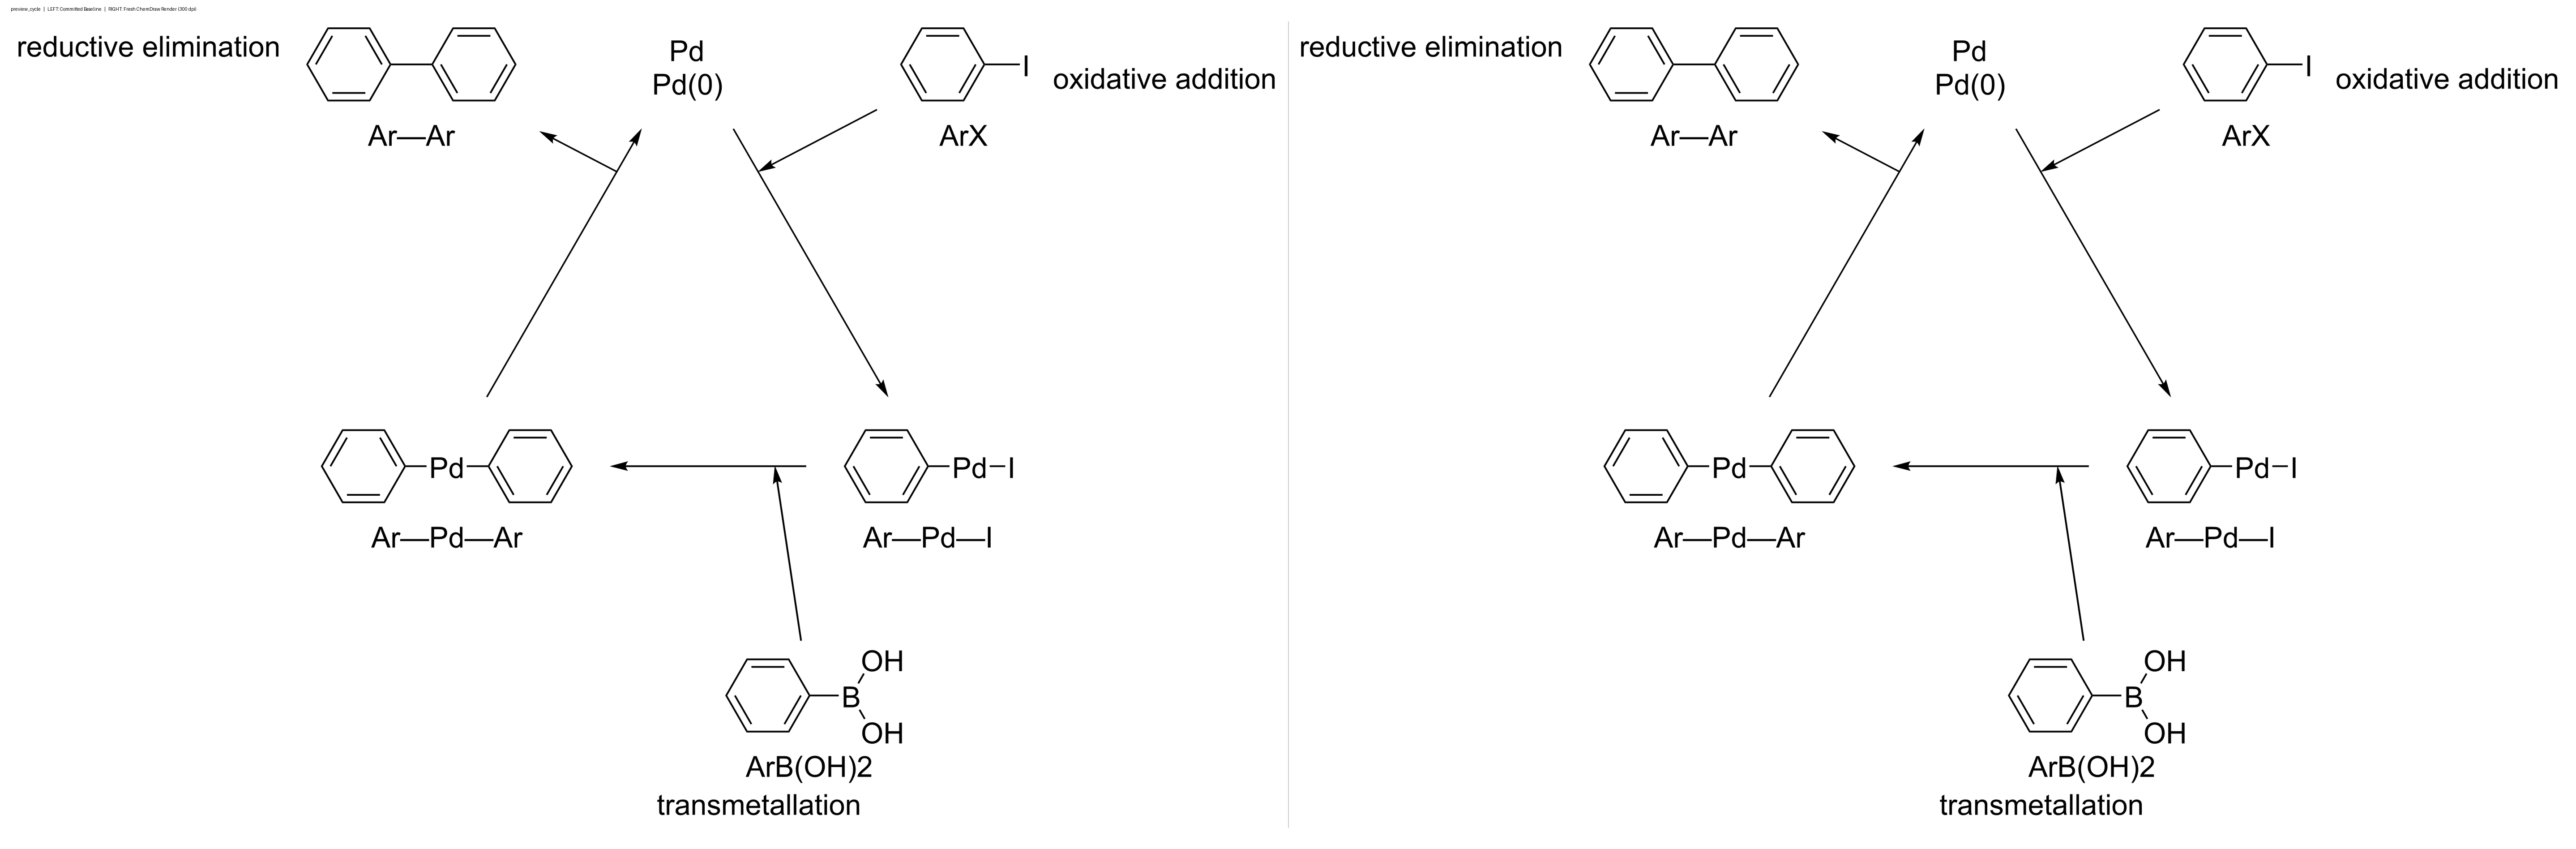 preview_cycle | LEFT: Committed Baseline | RIGHT: Fresh ChemDraw Render (300 dpi)
reductive elimination
Pd
Pd(0)
I
oxidative addition
Ar—Ar
ArX
Pd
Pd—I
Ar—Pd—Ar
Ar—Pd—I
OH
B
OH
ArB(OH)2
transmetallation
reductive elimination
Pd
Pd(0)
I
oxidative addition
Ar—Ar
ArX
Pd
Pd—I
Ar—Pd—Ar
Ar—Pd—I
OH
B
OH
ArB(OH)2
transmetallation